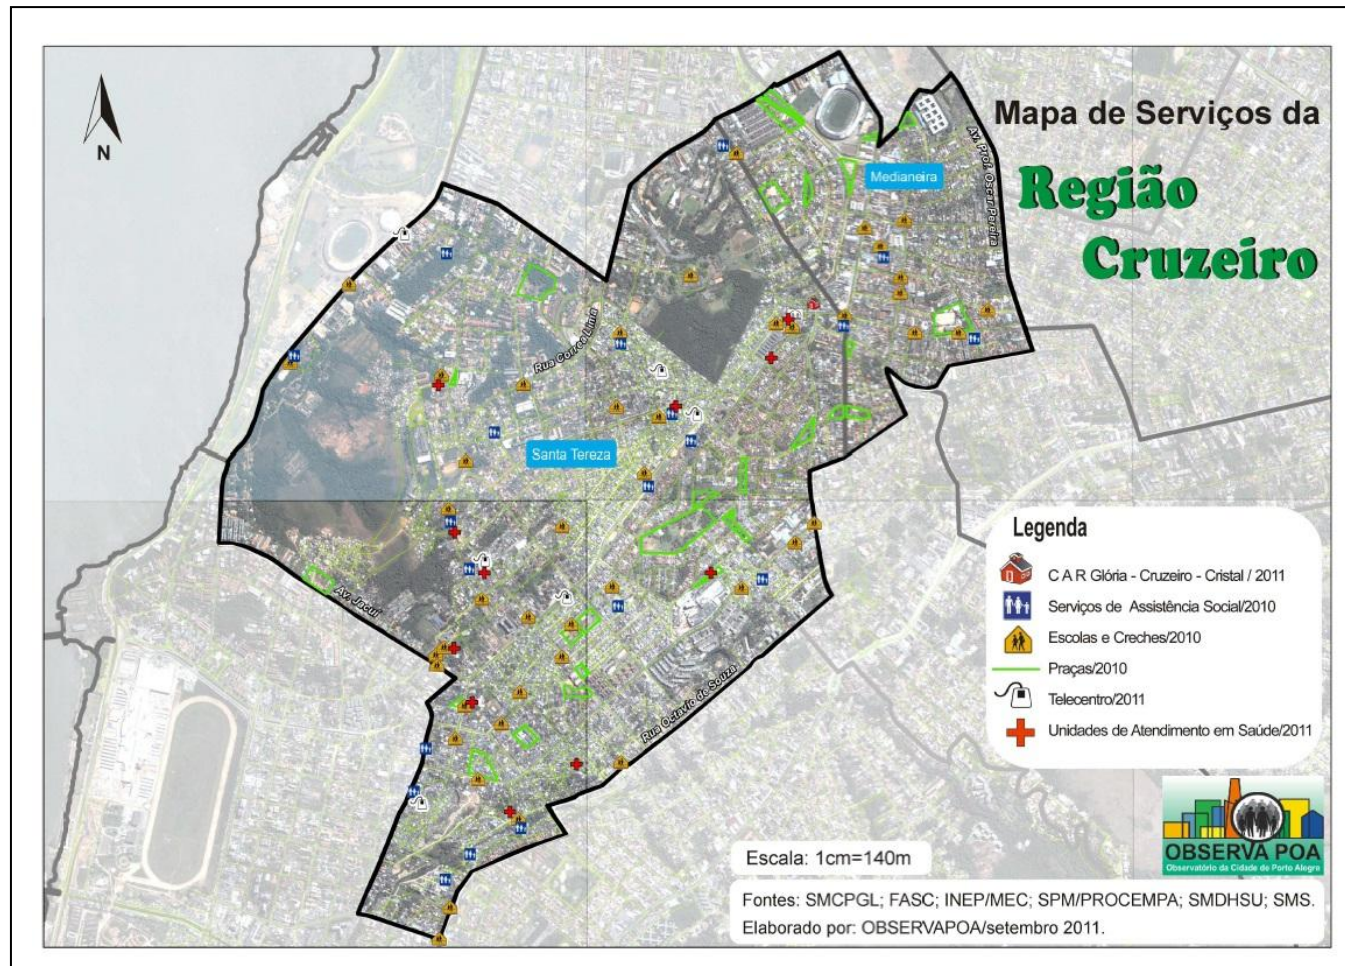 Mapa de Serviços da
Região
Cruzeiro
N
Medianeira
Av. Prof. Oscar Pereira
Rua Correa Lima
Santa Tereza
Av. Jacuí
Rua Octavio de Souza
Legenda
C A R Glória - Cruzeiro - Cristal / 2011
Serviços de Assistência Social/2010
Escolas e Creches/2010
Praças/2010
Telecentro/2011
Unidades de Atendimento em Saúde/2011
OBSERVA POA
Observatório da Cidade de Porto Alegre
Escala: 1cm=140m
Fontes: SMCPGL; FASC; INEP/MEC; SPM/PROCEMPA; SMDHSU; SMS.
Elaborado por: OBSERVAPOA/setembro 2011.